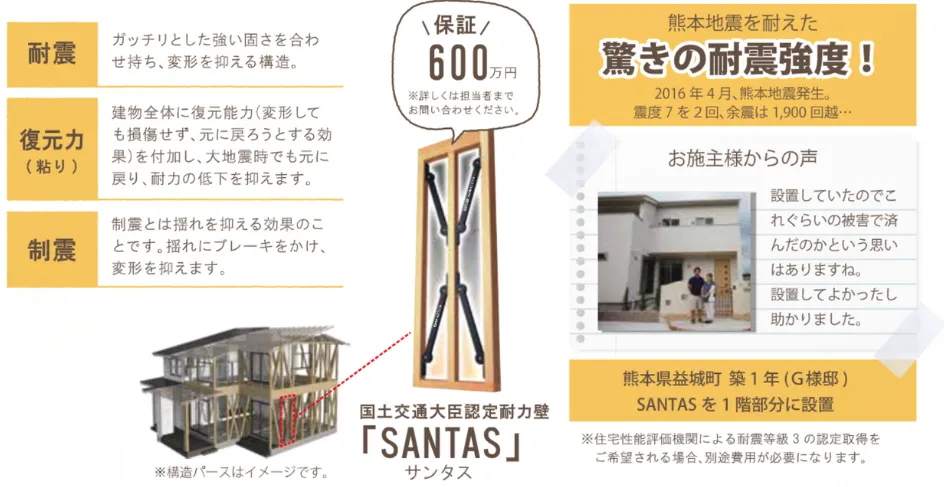 耐震
ガッチリとした強い固さを合わ
せ持ち、変形を抑える構造。
復元力
(粘り)
建物全体に復元能力(変形して
も損傷せず、元に戻ろうとする効
果)を付加し、大地震時でも元に
戻り、耐力の低下を抑えます。
制震
制震とは揺れを抑える効果のこ
とです。揺れにブレーキをかけ、
変形を抑えます。
※構造パースはイメージです。
保証
600万円
※詳しくは担当者まで
お問い合わせください。
国土交通大臣認定耐力壁
「SANTAS」
サンタス
熊本地震を耐えた
驚きの耐震強度!
2016年4月、熊本地震発生。
震度7を2回、余震は1,900回越…
お施主様からの声
設置していたのでこ
れぐらいの被害で済
んだのかという思い
はありますね。
設置してよかったし
助かりました。
熊本県益城町 築1年(G様邸)
SANTASを1階部分に設置
※住宅性能評価機関による耐震等級3の認定取得を
ご希望される場合、別途費用が必要になります。